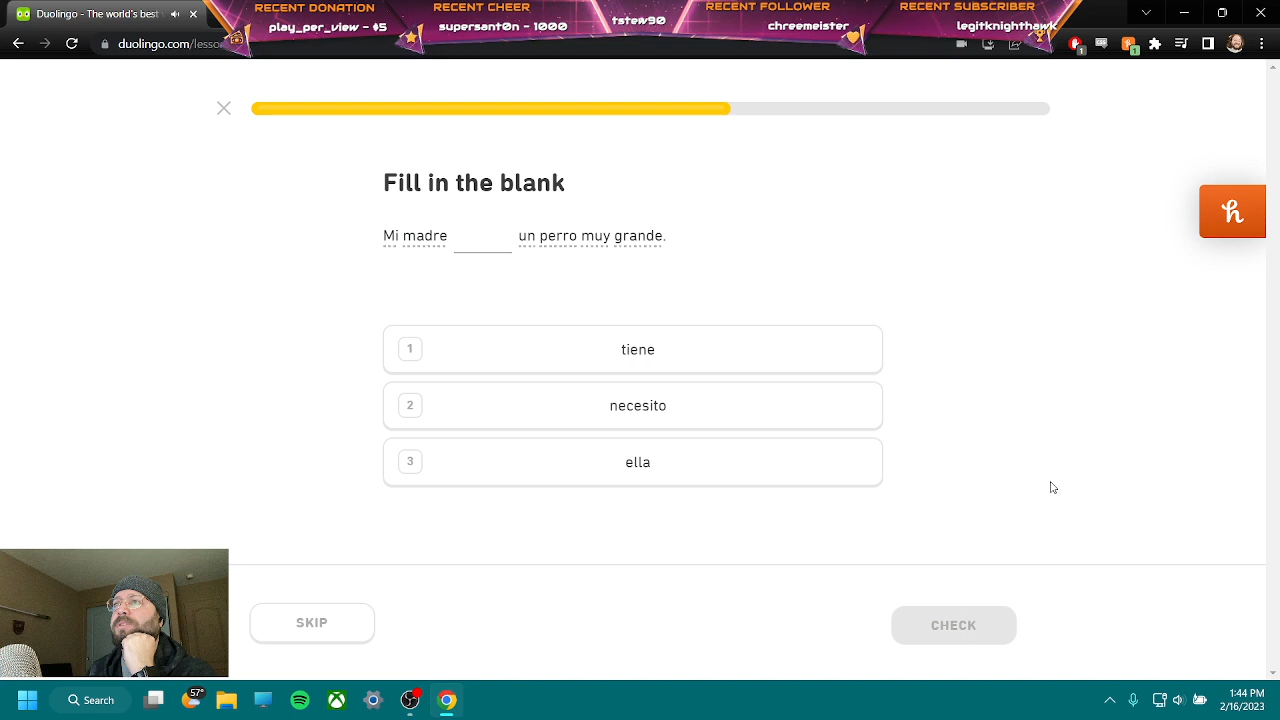 RECENT DONATION
play_per_view - $5
RECENT CHEER
supersant0n - 1000
tstew90
RECENT FOLLOWER
chreemeister
RECENT SUBSCRIBER
legitknighthawk
Duolingo - The world's best
duolingo.com/lesso
1
1
Fill in the blank
Mi madre un perro muy grande.
1 tiene
2 necesito
3 ella
SKIP
CHECK
Search
57°
1:44 PM
2/16/2023